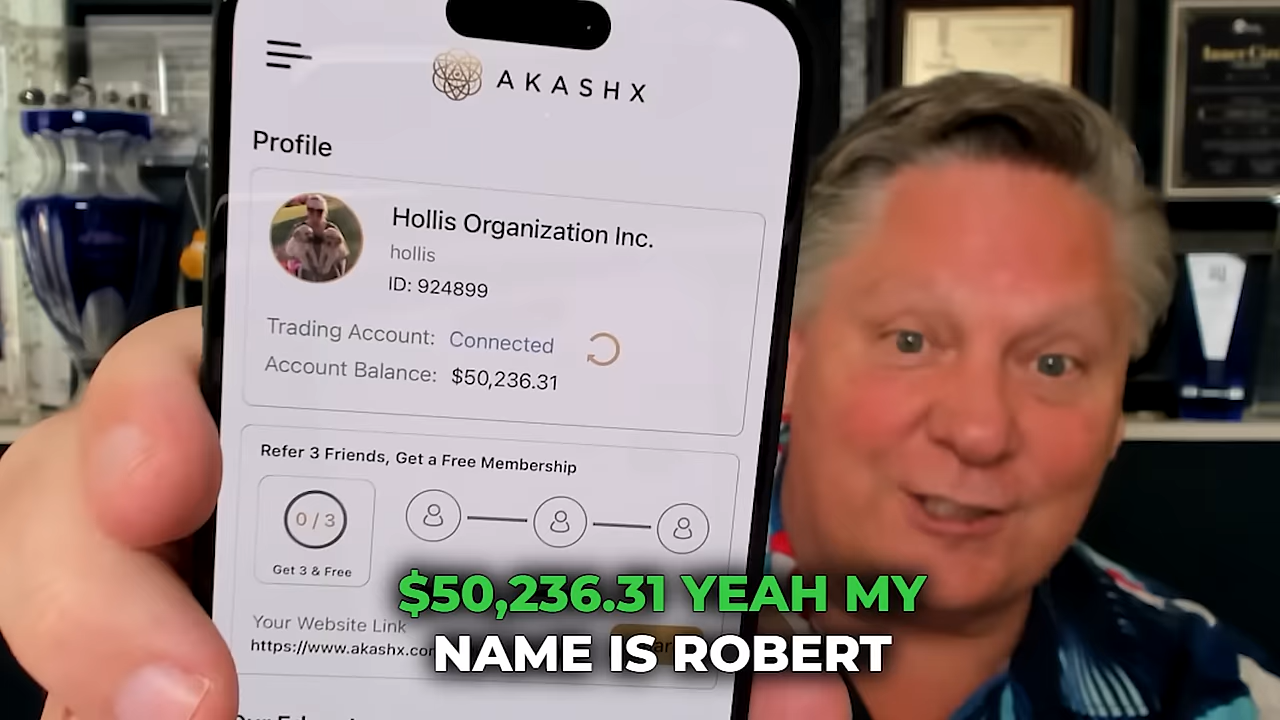 AKASHX
Profile
Hollis Organization Inc.
hollis
ID: 924899
Trading Account: Connected
Account Balance: $50,236.31
Refer 3 Friends, Get a Free Membership
0 / 3
Get 3 & Free
Your Website Link
https://www.akashx.co
$50,236.31 YEAH MY
NAME IS ROBERT